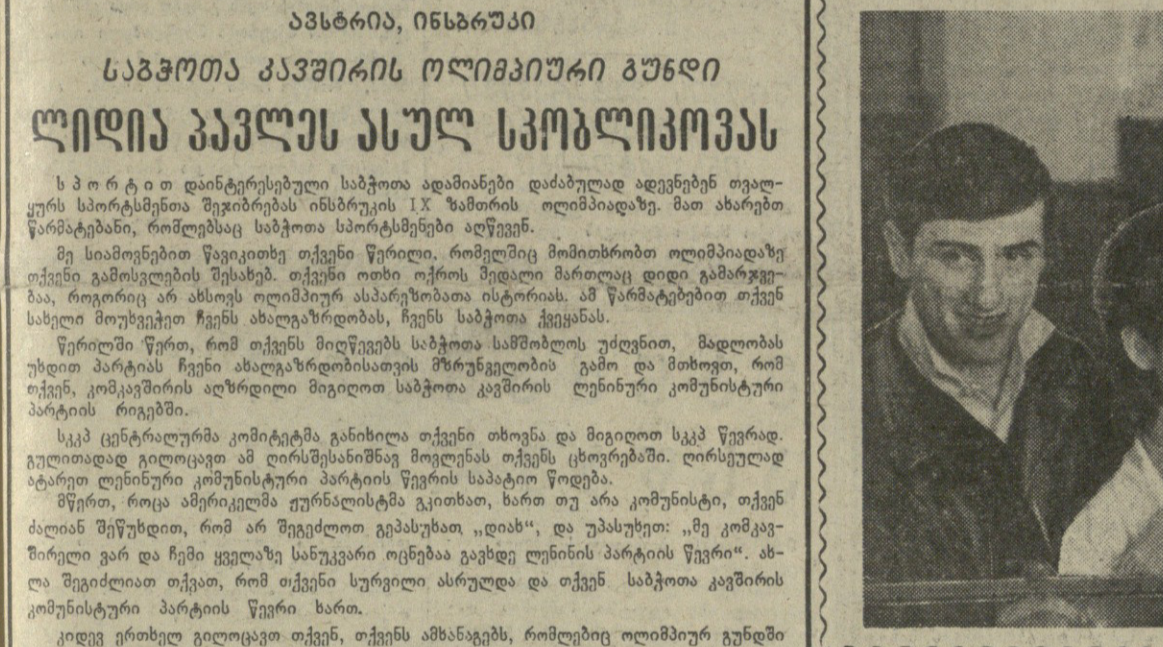 ავსტრია, ინსბრუკი
საბჭოთა კავშირის ოლიმპიური გუნდი
ლიდია პავლეს ასულ სკობლიკოვას
სპორტით დაინტერესებული საბჭოთა ადამიანები დაძაბულად ადევნებენ თვალ-
ყურს სპორტსმენთა შეჯიბრებას ინსბრუკის IX ზამთრის ოლიმპიადაზე. მათ ახარებთ
წარმატებანი, რომლებსაც საბჭოთა სპორტსმენები აღწევენ.
მე სიამოვნებით წავიკითხე თქვენი წერილი, რომელშიც მომითხრობთ ოლიმპიადაზე
თქვენი გამოსვლების შესახებ. თქვენი ოთხი ოქროს მედალი მართლაც დიდი გამარჯვე-
ბაა, როგორიც არ ახსოვს ოლიმპიურ ასპარეზობათა ისტორიას. ამ წარმატებებით თქვენ
სახელი მოუხვეჭეთ ჩვენს ახალგაზრდობას, ჩვენს საბჭოთა ქვეყანას.
წერილში წერთ, რომ თქვენს მიღწევებს საბჭოთა სამშობლოს უძღვნით, მადლობას
უხდით პარტიას ჩვენი ახალგაზრდობისათვის მზრუნველობის გამო და მთხოვთ, რომ
თქვენ, კომკავშირის აღზრდილი მიგიღოთ საბჭოთა კავშირის ლენინური კომუნისტური
პარტიის რიგებში.
სკკპ ცენტრალურმა კომიტეტმა განიხილა თქვენი თხოვნა და მიგიღოთ სკკპ წევრად.
გულითადად გილოცავთ ამ ღირსშესანიშნავ მოვლენას თქვენს ცხოვრებაში. ღირსეულად
ატარეთ ლენინური კომუნისტური პარტიის წევრის საპატიო წოდება.
მწერთ, როცა ამერიკელმა ჟურნალისტმა გკითხათ, ხართ თუ არა კომუნისტი, თქვენ
ძალიან შეწუხდით, რომ არ შეგეძლოთ გეპასუხათ „დიახ“, და უპასუხეთ: „მე კომკავ-
შირელი ვარ და ჩემი ყველაზე სანუკვარი ოცნებაა გავხდე ლენინის პარტიის წევრი“. ახ-
ლა შეგიძლიათ თქვათ, რომ თქვენი სურვილი ასრულდა და თქვენ საბჭოთა კავშირის
კომუნისტური პარტიის წევრი ხართ.
კიდევ ერთხელ გილოცავთ თქვენ, თქვენს ამხანაგებს, რომლებიც ოლიმპიურ გუნდში